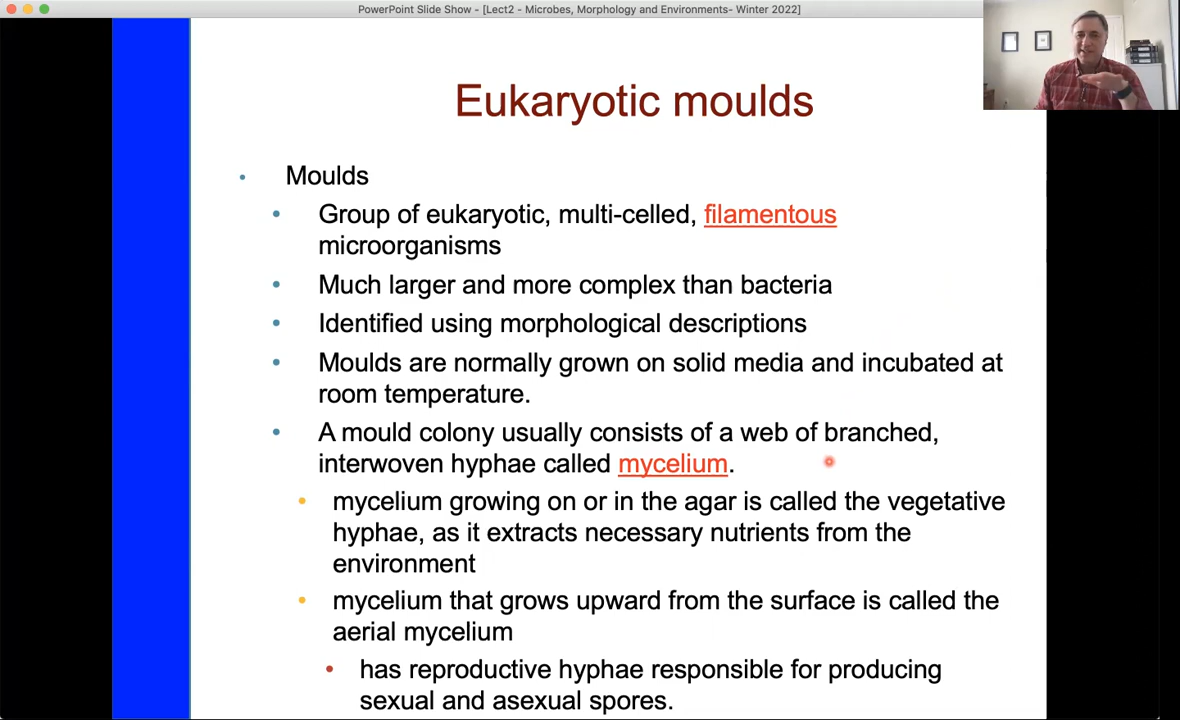 PowerPoint Slide Show - [Lect2 - Microbes, Morphology and Environments- Winter 2022]
Eukaryotic moulds
• Moulds
• Group of eukaryotic, multi-celled, filamentous
microorganisms
• Much larger and more complex than bacteria
• Identified using morphological descriptions
• Moulds are normally grown on solid media and incubated at
room temperature.
• A mould colony usually consists of a web of branched,
interwoven hyphae called mycelium.
• mycelium growing on or in the agar is called the vegetative
hyphae, as it extracts necessary nutrients from the
environment
• mycelium that grows upward from the surface is called the
aerial mycelium
• has reproductive hyphae responsible for producing
sexual and asexual spores.